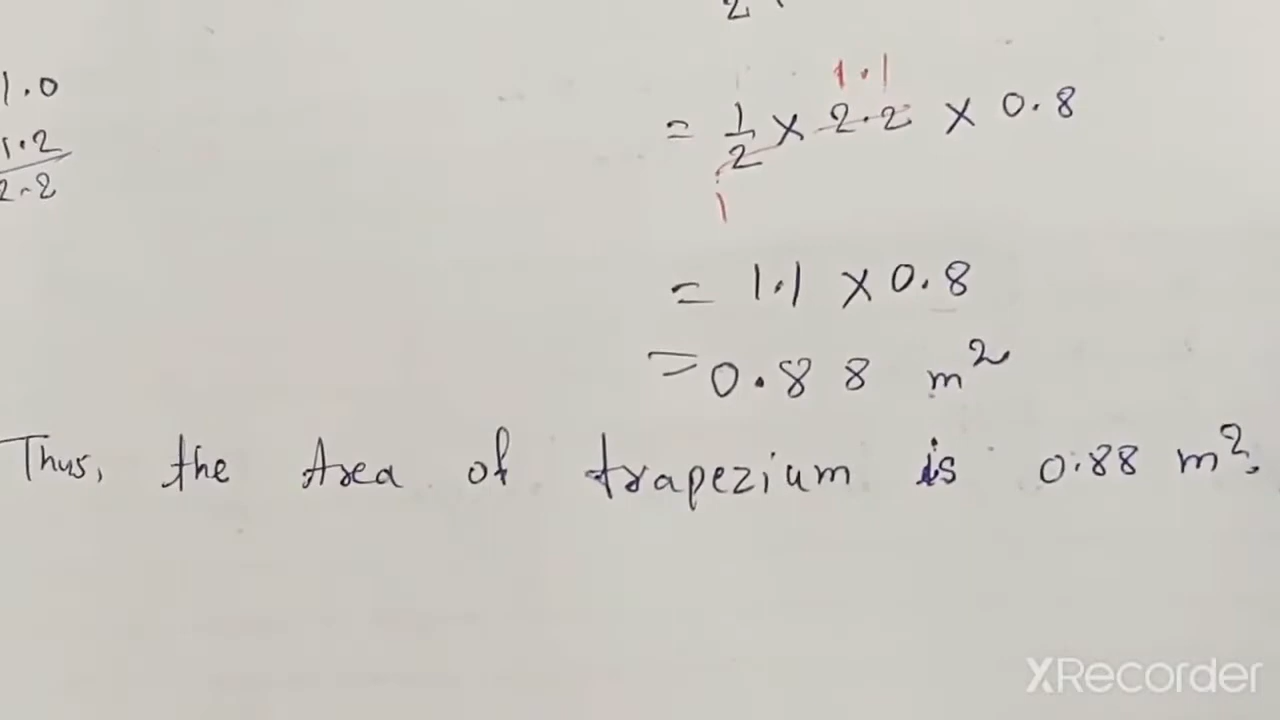 2
1.0
1.2
2.2
1.1
= 1/2 × 2.2 × 0.8
1
= 1.1 × 0.8
= 0.88 m²
Thus, the Area of trapezium is 0.88 m².
XRecorder